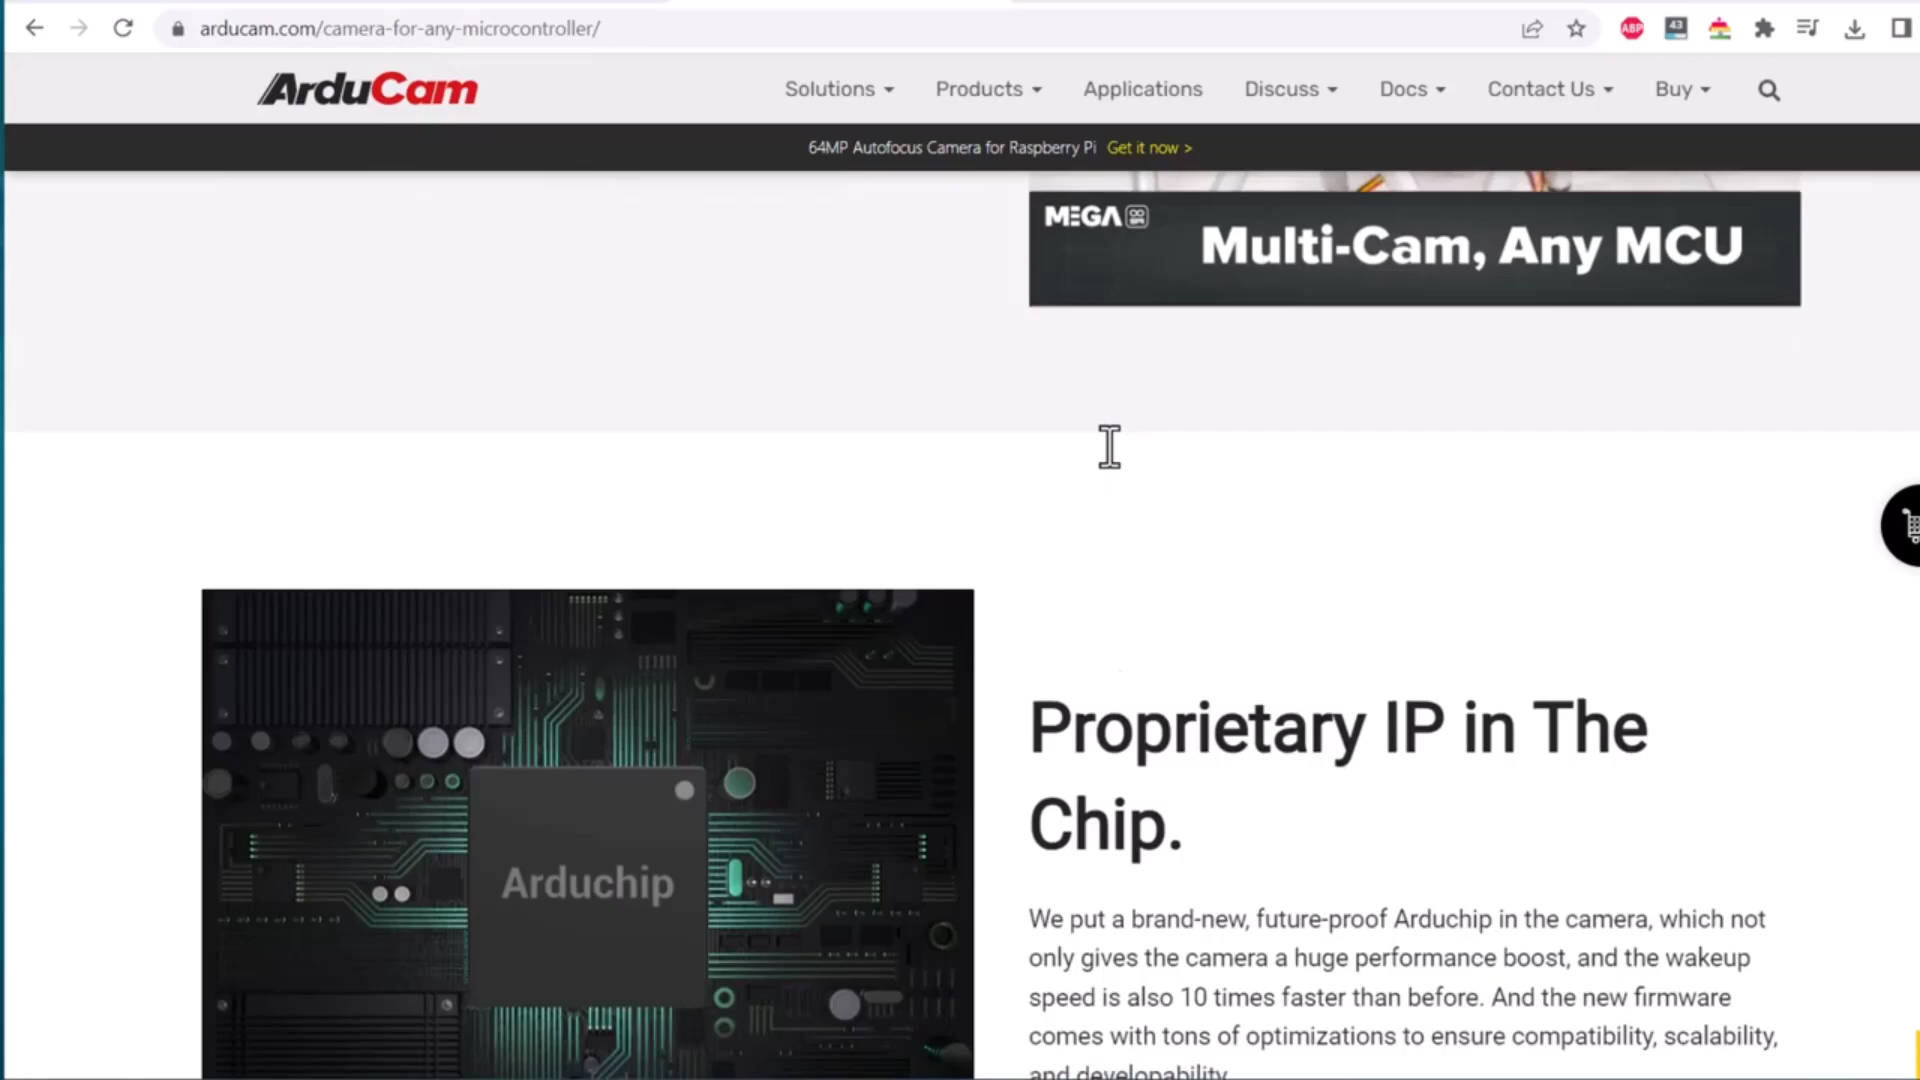 arducam.com/camera-for-any-microcontroller/
ABP
43
ArduCam
Solutions
Products
Applications
Discuss
Docs
Contact Us
Buy
64MP Autofocus Camera for Raspberry Pi Get it now >
MEGA
Multi-Cam, Any MCU
Arduchip
Proprietary IP in The
Chip.
We put a brand-new, future-proof Arduchip in the camera, which not
only gives the camera a huge performance boost, and the wakeup
speed is also 10 times faster than before. And the new firmware
comes with tons of optimizations to ensure compatibility, scalability,
and developability.